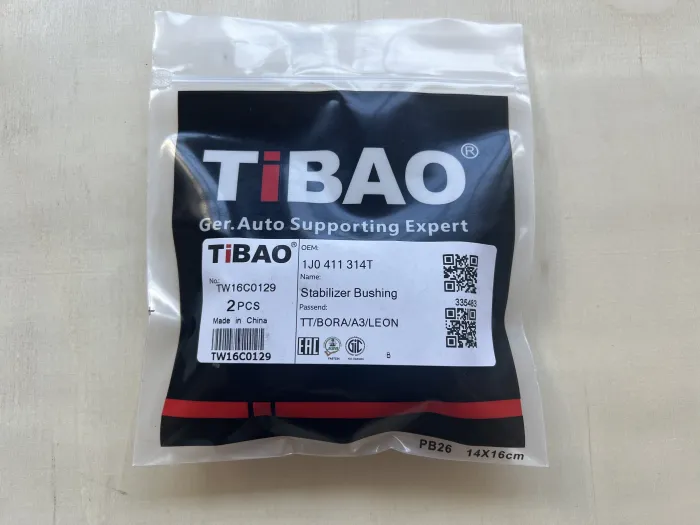 TiBAO®
Ger.Auto Supporting Expert
TiBAO®
No.: TW16C0129
2PCS
Made in China
TW16C0129
OEM:
1J0 411 314T
Name:
Stabilizer Bushing
Passend:
TT/BORA/A3/LEON
EAC
6
335483
PB26 14X16cm